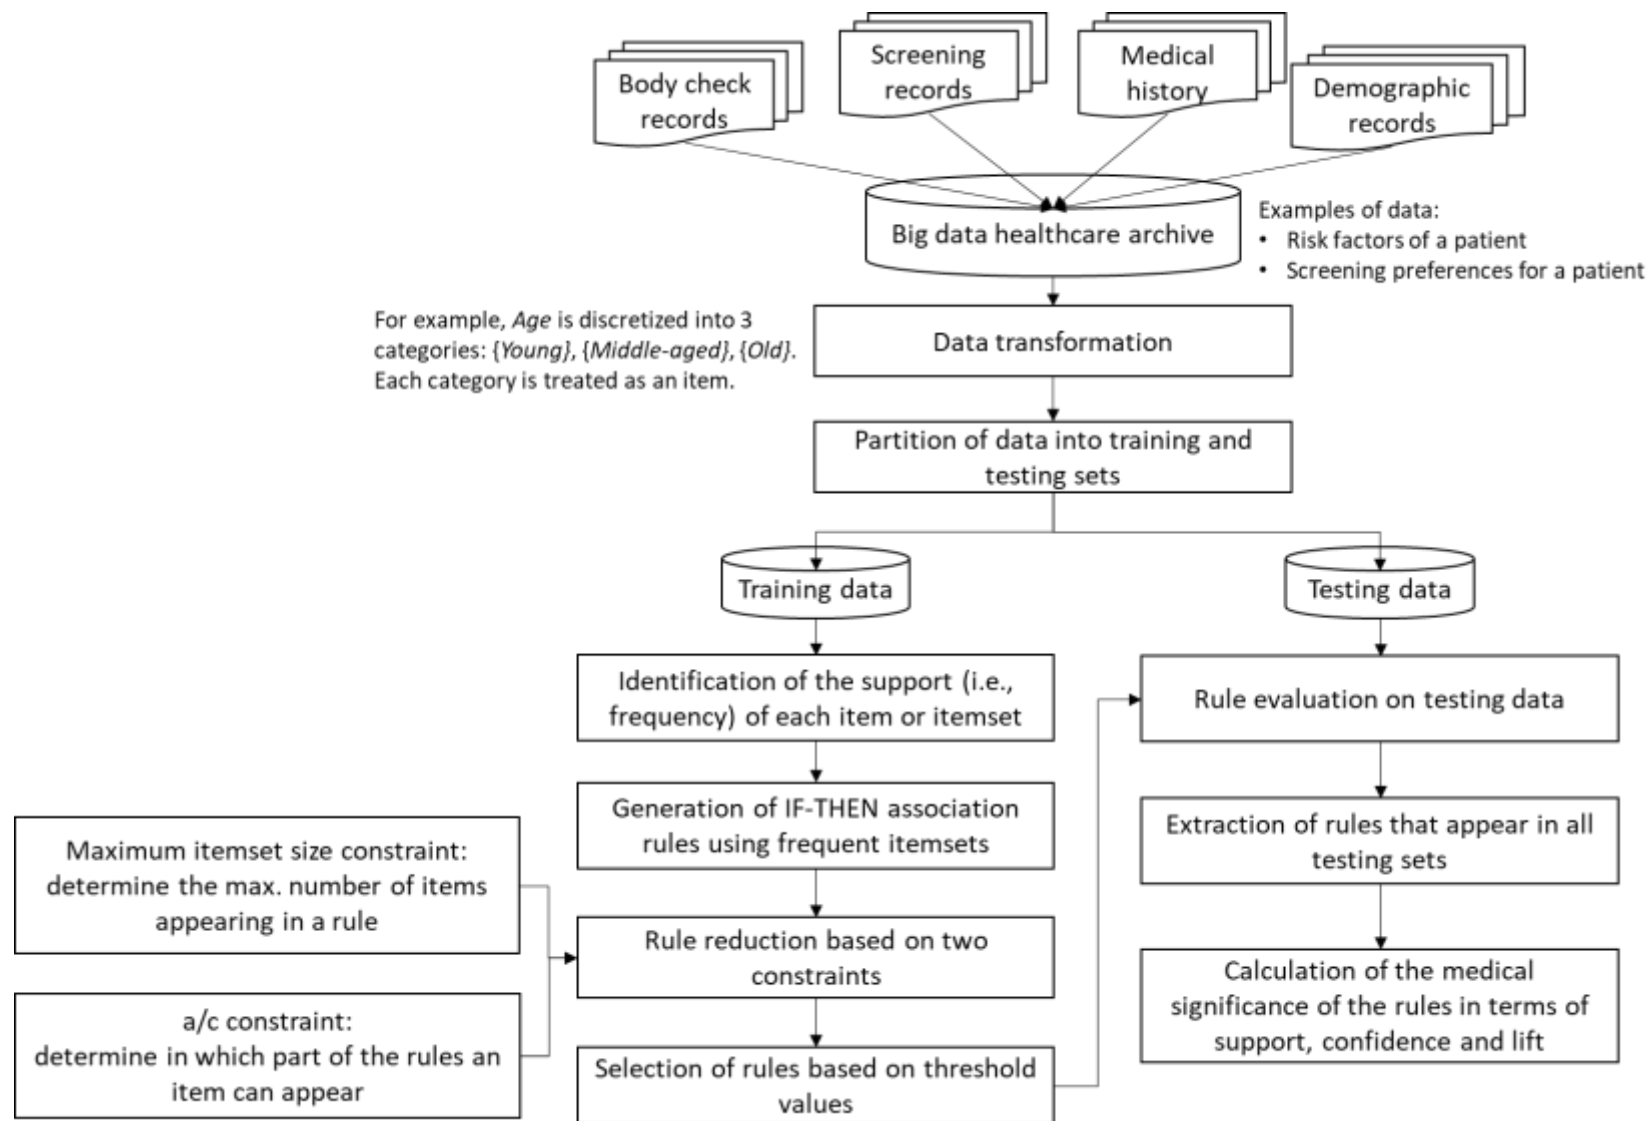 Body check
records
Screening
records
Medical
history
Demographic
records
Big data healthcare archive
Examples of data:
• Risk factors of a patient
• Screening preferences for a patient
For example, Age is discretized into 3
categories: {Young}, {Middle-aged}, {Old}.
Each category is treated as an item.
Data transformation
Partition of data into training and
testing sets
Training data
Testing data
Identification of the support (i.e.,
frequency) of each item or itemset
Generation of IF-THEN association
rules using frequent itemsets
Maximum itemset size constraint:
determine the max. number of items
appearing in a rule
a/c constraint:
determine in which part of the rules an
item can appear
Rule reduction based on two
constraints
Selection of rules based on threshold
values
Rule evaluation on testing data
Extraction of rules that appear in all
testing sets
Calculation of the medical
significance of the rules in terms of
support, confidence and lift